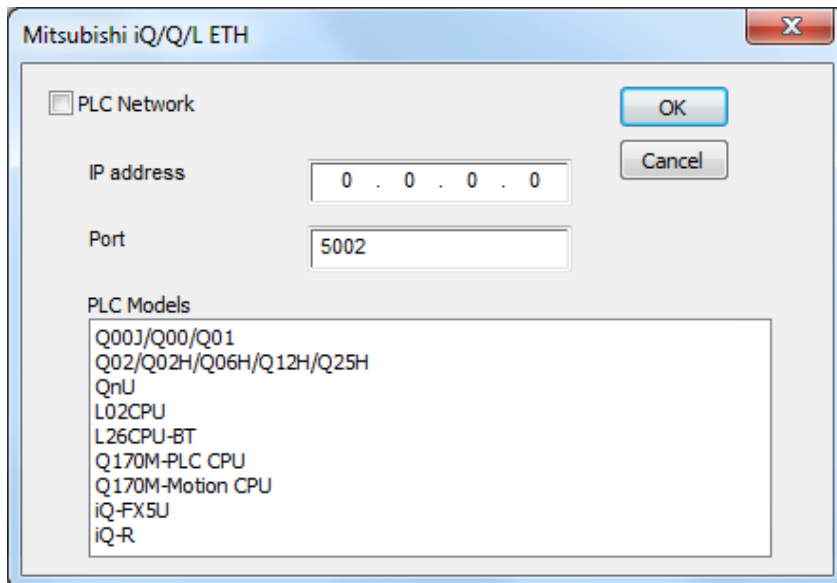 Mitsubishi iQ/Q/L ETH
PLC Network
OK
IP address
0 . 0 . 0 . 0
Cancel
Port
5002
PLC Models
Q00J/Q00/Q01
Q02/Q02H/Q06H/Q12H/Q25H
QnU
L02CPU
L26CPU-BT
Q170M-PLC CPU
Q170M-Motion CPU
iQ-FX5U
iQ-R